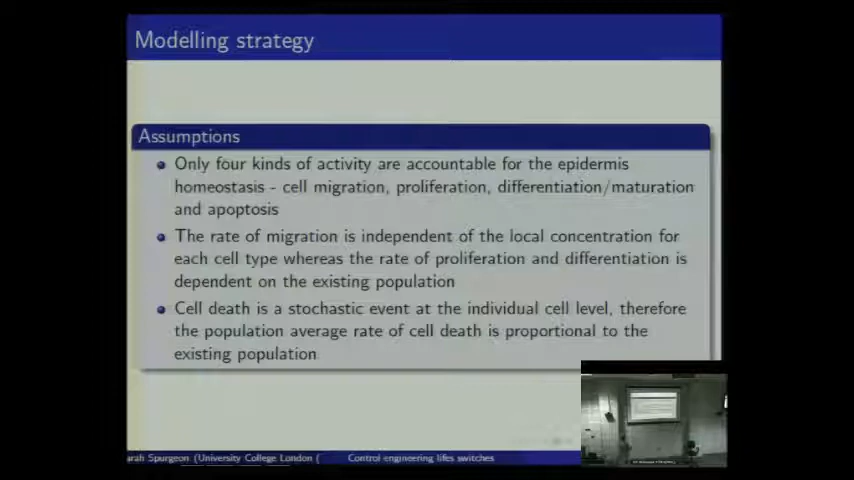 Modelling strategy
Assumptions
Only four kinds of activity are accountable for the epidermis
homeostasis - cell migration, proliferation, differentiation/maturation
and apoptosis
The rate of migration is independent of the local concentration for
each cell type whereas the rate of proliferation and differentiation is
dependent on the existing population
Cell death is a stochastic event at the individual cell level, therefore
the population average rate of cell death is proportional to the
existing population
arah Spurgeon (University College London ( Control engineering lifes switches